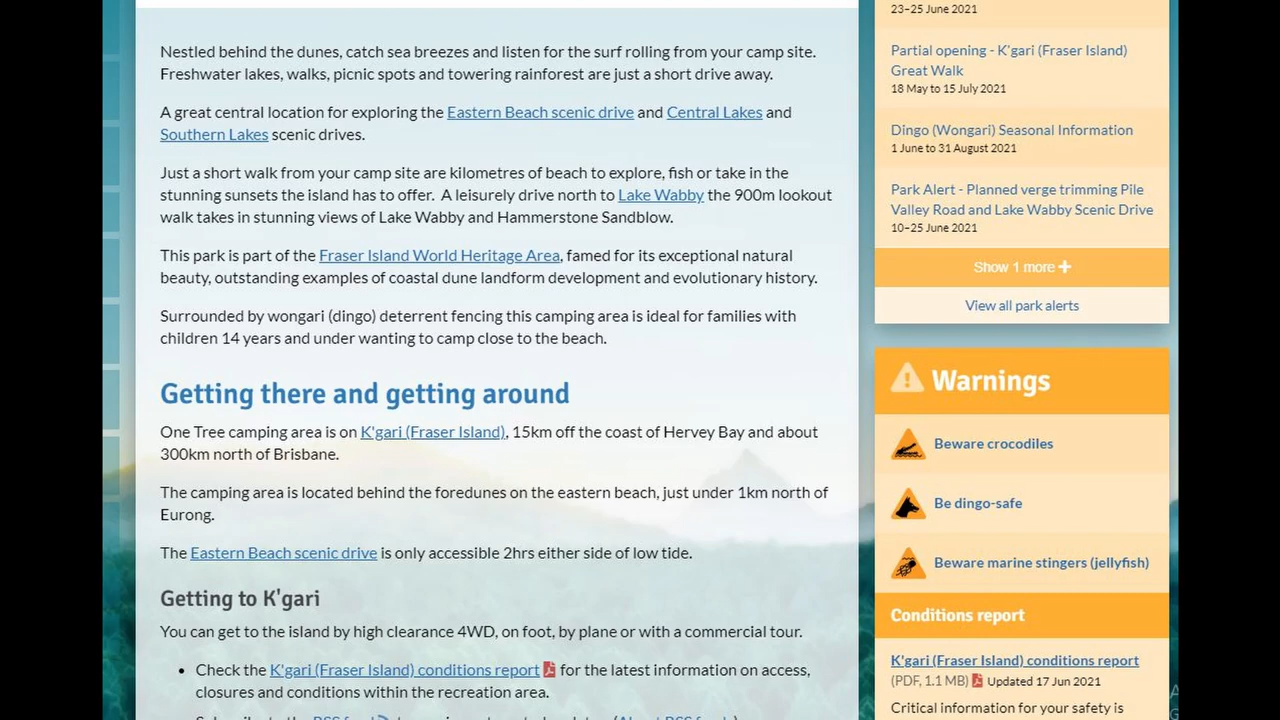 Nestled behind the dunes, catch sea breezes and listen for the surf rolling from your camp site.
Freshwater lakes, walks, picnic spots and towering rainforest are just a short drive away.
A great central location for exploring the Eastern Beach scenic drive and Central Lakes and
Southern Lakes scenic drives.
Just a short walk from your camp site are kilometres of beach to explore, fish or take in the
stunning sunsets the island has to offer. A leisurely drive north to Lake Wabby the 900m lookout
walk takes in stunning views of Lake Wabby and Hammerstone Sandblow.
This park is part of the Fraser Island World Heritage Area, famed for its exceptional natural
beauty, outstanding examples of coastal dune landform development and evolutionary history.
Surrounded by wongari (dingo) deterrent fencing this camping area is ideal for families with
children 14 years and under wanting to camp close to the beach.
Getting there and getting around
One Tree camping area is on K'gari (Fraser Island), 15km off the coast of Hervey Bay and about
300km north of Brisbane.
The camping area is located behind the foredunes on the eastern beach, just under 1km north of
Eurong.
The Eastern Beach scenic drive is only accessible 2hrs either side of low tide.
Getting to K'gari
You can get to the island by high clearance 4WD, on foot, by plane or with a commercial tour.
• Check the K'gari (Fraser Island) conditions report for the latest information on access,
closures and conditions within the recreation area.
23–25 June 2021
Partial opening - K'gari (Fraser Island)
Great Walk
18 May to 15 July 2021
Dingo (Wongari) Seasonal Information
1 June to 31 August 2021
Park Alert - Planned verge trimming Pile
Valley Road and Lake Wabby Scenic Drive
10–25 June 2021
Show 1 more +
View all park alerts
Warnings
Beware crocodiles
Be dingo-safe
Beware marine stingers (jellyfish)
Conditions report
K'gari (Fraser Island) conditions report
(PDF, 1.1 MB) Updated 17 Jun 2021
Critical information for your safety is